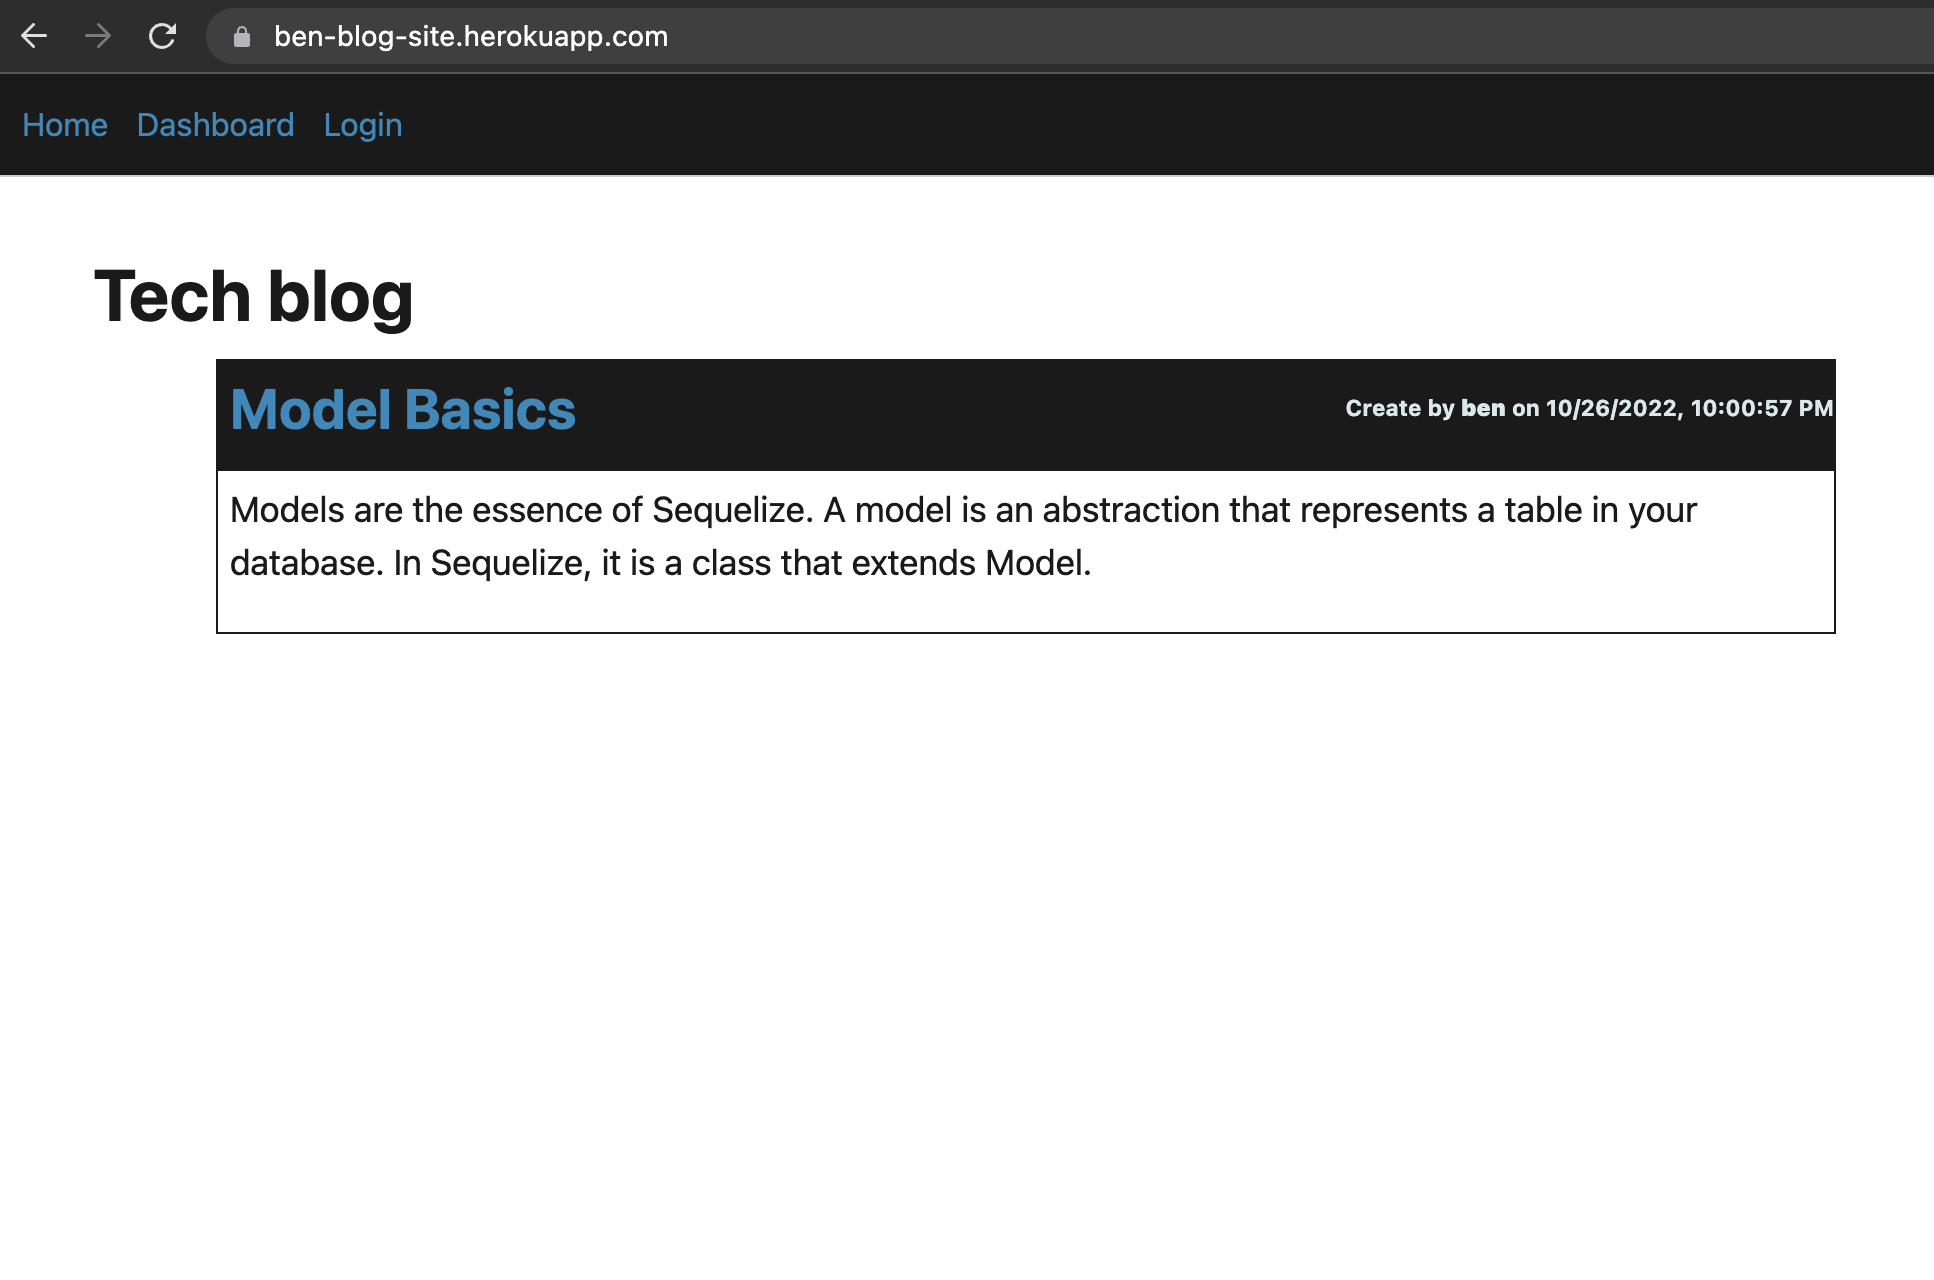 ben-blog-site.herokuapp.com
Home Dashboard Login
Tech blog
Model Basics
Create by ben on 10/26/2022, 10:00:57 PM
Models are the essence of Sequelize. A model is an abstraction that represents a table in your
database. In Sequelize, it is a class that extends Model.